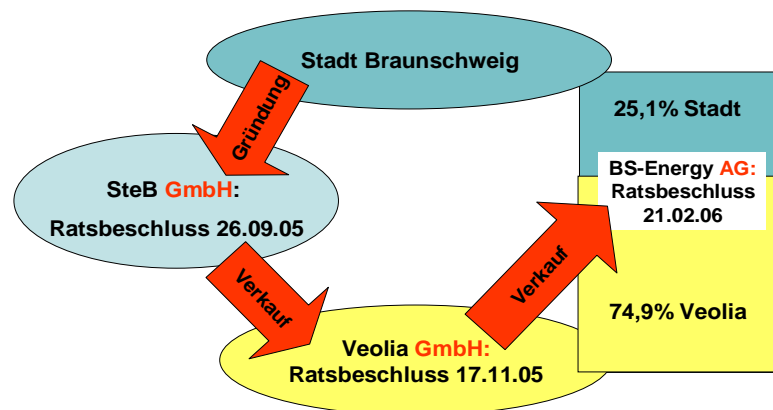 Stadt Braunschweig
Gründung
25,1% Stadt
SteB GmbH:
Ratsbeschluss 26.09.05
BS-Energy AG:
Ratsbeschluss
21.02.06
Verkauf
Verkauf
74,9% Veolia
Veolia GmbH:
Ratsbeschluss 17.11.05